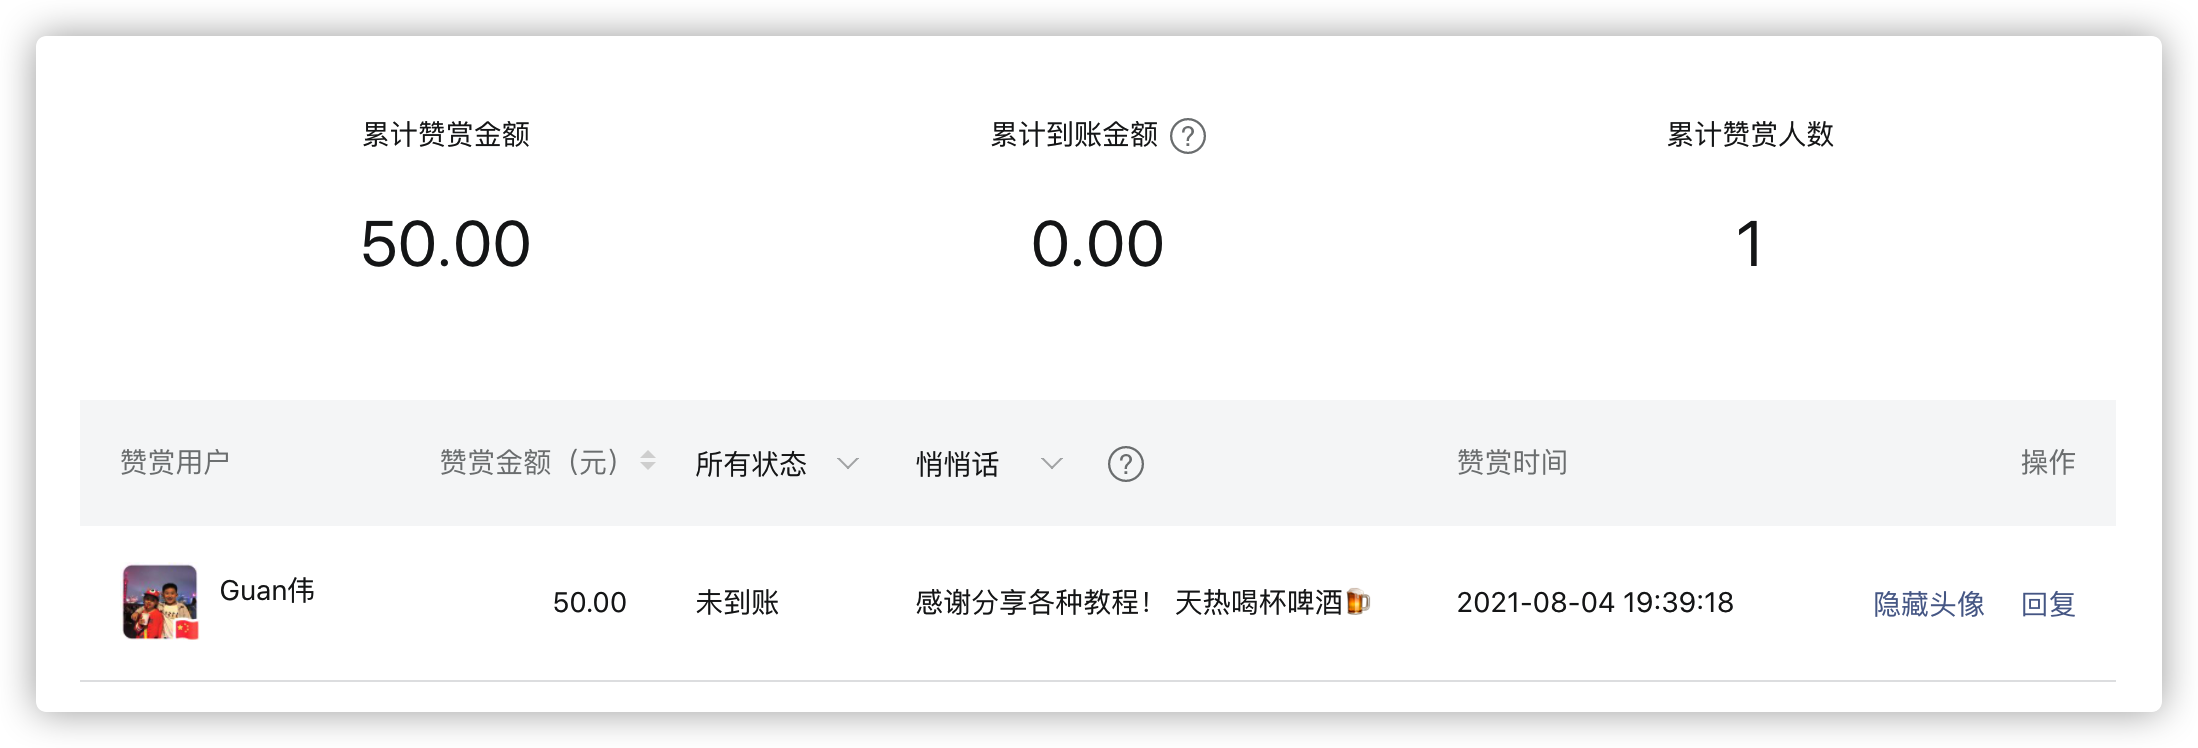 累计赞赏金额
累计到账金额 ?
累计赞赏人数
50.00
0.00
1
赞赏用户 赞赏金额（元） 所有状态 悄悄话 ? 赞赏时间 操作
Guan伟 50.00 未到账 感谢分享各种教程！ 天热喝杯啤酒🍺 2021-08-04 19:39:18 隐藏头像 回复